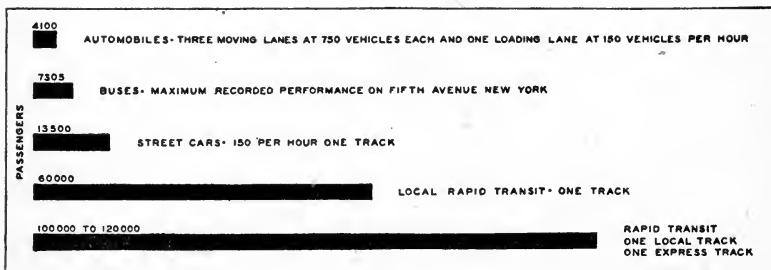 4100
AUTOMOBILES- THREE MOVING LANES AT 750 VEHICLES EACH AND ONE LOADING LANE AT 150 VEHICLES PER HOUR
7305
BUSES- MAXIMUM RECORDED PERFORMANCE ON FIFTH AVENUE NEW YORK
PASSENGERS
13500
STREET CARS- 150 PER HOUR ONE TRACK
60000
LOCAL RAPID TRANSIT- ONE TRACK
100000 TO 120000
RAPID TRANSIT
ONE LOCAL TRACK
ONE EXPRESS TRACK